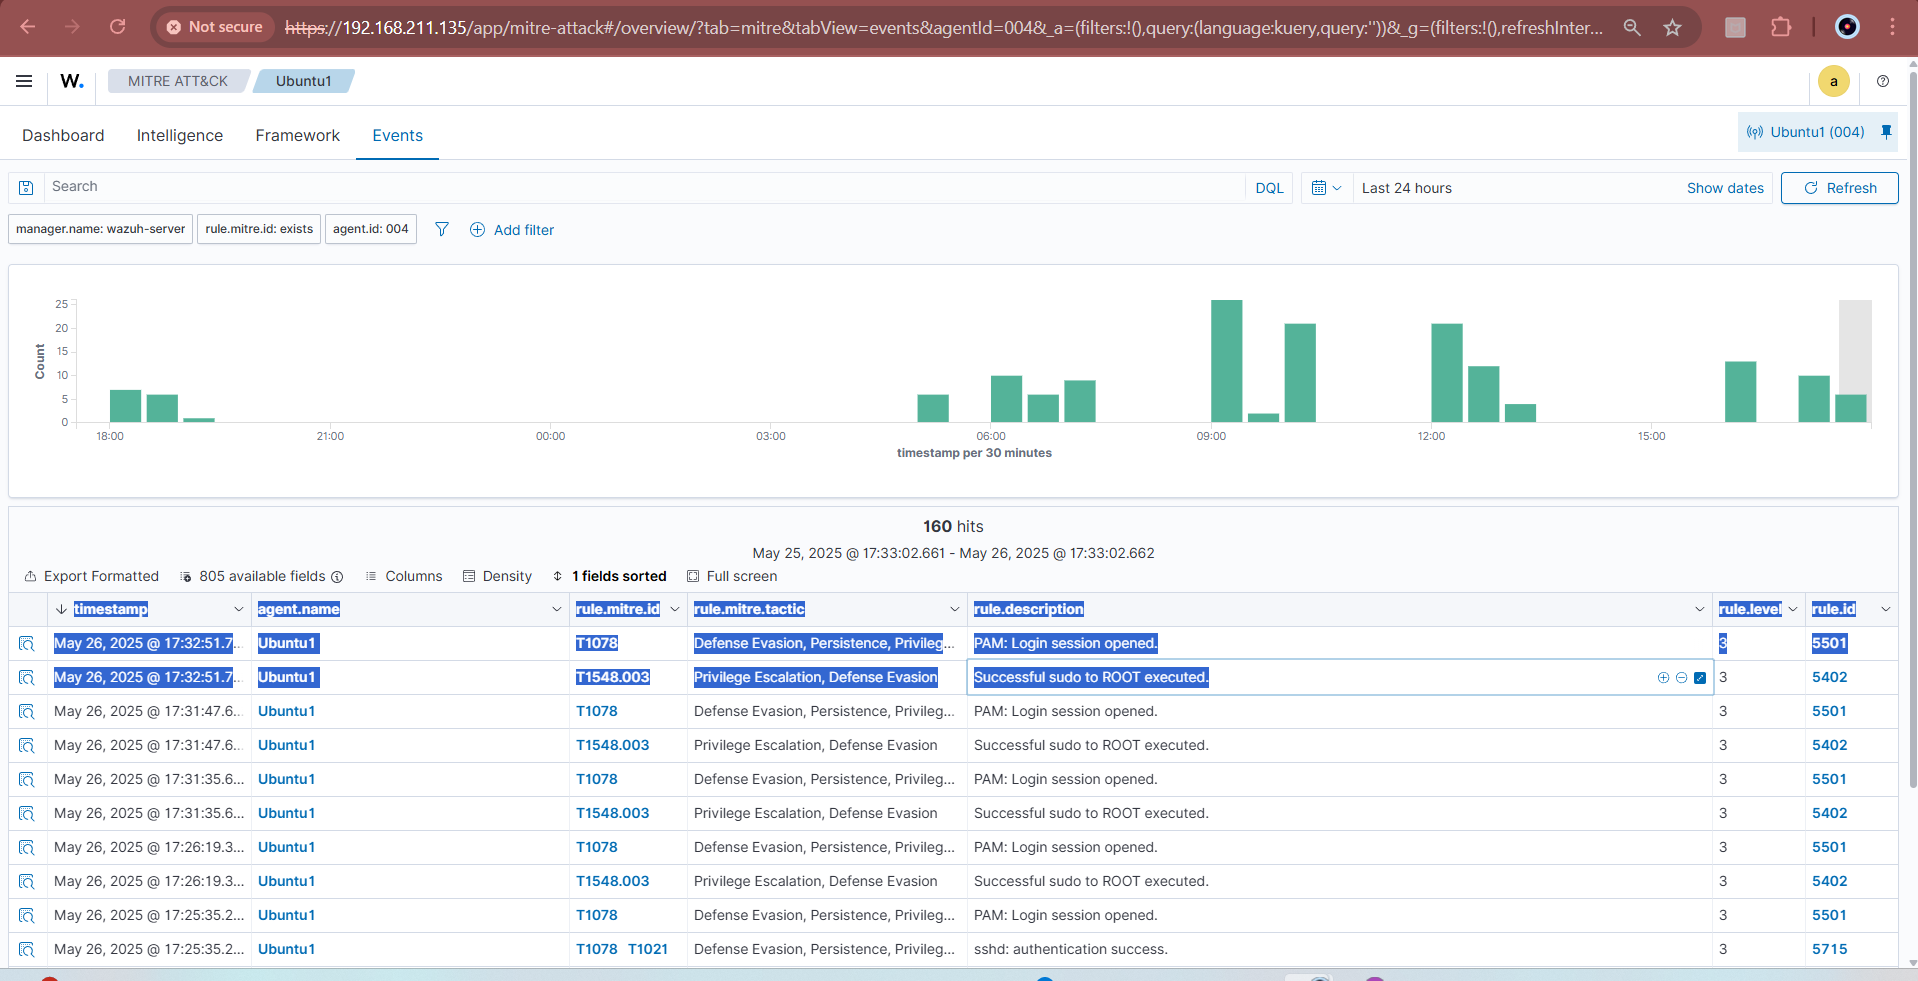 Not secure https://192.168.211.135/app/mitre-attack#/overview/?tab=mitre&tabView=events&agentId=004&_a=(filters:!(),query:(language:kuery,query:''))&_g=(filters:!(),refreshInter...
W. MITRE ATT&CK Ubuntu1 a
Dashboard Intelligence Framework Events Ubuntu1 (004)
Search DQL Last 24 hours Show dates Refresh
manager.name: wazuh-server rule.mitre.id: exists agent.id: 004 Add filter
25
20
15
10
5
0
Count
18:00 21:00 00:00 03:00 06:00 09:00 12:00 15:00
timestamp per 30 minutes
160 hits
May 25, 2025 @ 17:33:02.661 - May 26, 2025 @ 17:33:02.662
Export Formatted 805 available fields Columns Density 1 fields sorted Full screen
timestamp agent.name rule.mitre.id rule.mitre.tactic rule.description rule.level rule.id
May 26, 2025 @ 17:32:51.7... Ubuntu1 T1078 Defense Evasion, Persistence, Privileg... PAM: Login session opened. 3 5501
May 26, 2025 @ 17:32:51.7... Ubuntu1 T1548.003 Privilege Escalation, Defense Evasion Successful sudo to ROOT executed. 3 5402
May 26, 2025 @ 17:31:47.6... Ubuntu1 T1078 Defense Evasion, Persistence, Privileg... PAM: Login session opened. 3 5501
May 26, 2025 @ 17:31:47.6... Ubuntu1 T1548.003 Privilege Escalation, Defense Evasion Successful sudo to ROOT executed. 3 5402
May 26, 2025 @ 17:31:35.6... Ubuntu1 T1078 Defense Evasion, Persistence, Privileg... PAM: Login session opened. 3 5501
May 26, 2025 @ 17:31:35.6... Ubuntu1 T1548.003 Privilege Escalation, Defense Evasion Successful sudo to ROOT executed. 3 5402
May 26, 2025 @ 17:26:19.3... Ubuntu1 T1078 Defense Evasion, Persistence, Privileg... PAM: Login session opened. 3 5501
May 26, 2025 @ 17:26:19.3... Ubuntu1 T1548.003 Privilege Escalation, Defense Evasion Successful sudo to ROOT executed. 3 5402
May 26, 2025 @ 17:25:35.2... Ubuntu1 T1078 Defense Evasion, Persistence, Privileg... PAM: Login session opened. 3 5501
May 26, 2025 @ 17:25:35.2... Ubuntu1 T1078 T1021 Defense Evasion, Persistence, Privileg... sshd: authentication success. 3 5715